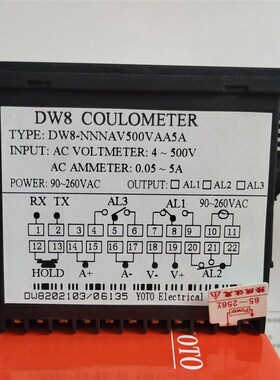 DW8 COULOMETER
TYPE: DW8-NNNAV500VAA5A
INPUT: AC VOLTMETER: 4～500V
AC AMMETER: 0.05～5A
POWER: 90~260VAC OUTPUT: AL1 AL2 AL3
RX TX AL3 AL1 90~260VAC
1 2 3 4 5 6 7 8 9 10 11
12 13 14 15 16 17 18 19 20 21 22
HOLD A+ A- V- V+ AL2
DW8202103/06135 YOTO Electrical
Power
85-256V
YOTO